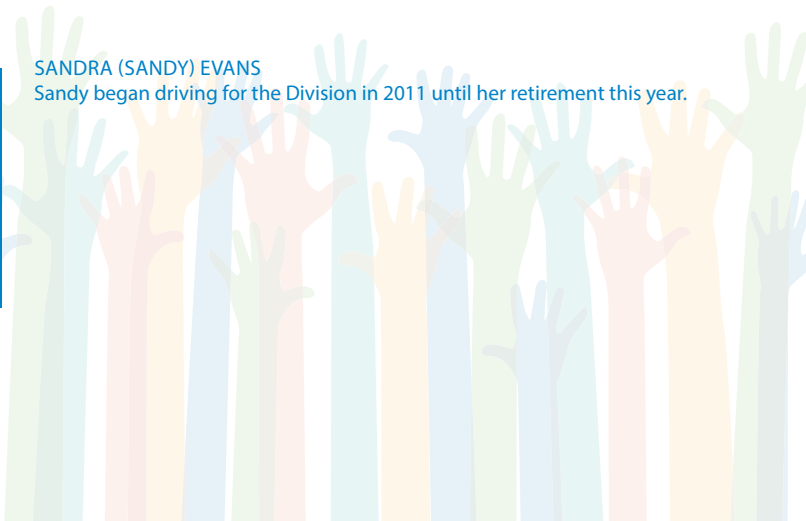 SANDRA (SANDY) EVANS
Sandy began driving for the Division in 2011 until her retirement this year.